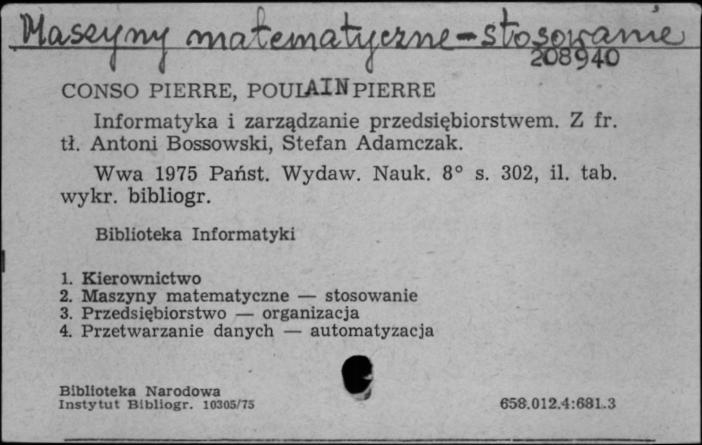 Maszyny matematyczne - stosowanie
208940
CONSO PIERRE, POULAIN PIERRE
Informatyka i zarządzanie przedsiębiorstwem. Z fr.
tł. Antoni Bossowski, Stefan Adamczak.
Wwa 1975 Państ. Wydaw. Nauk. 8° s. 302, il. tab.
wykr. bibliogr.
Biblioteka Informatyki
1. Kierownictwo
2. Maszyny matematyczne — stosowanie
3. Przedsiębiorstwo — organizacja
4. Przetwarzanie danych — automatyzacja
Biblioteka Narodowa
Instytut Bibliogr. 10305/75
658.012.4:681.3